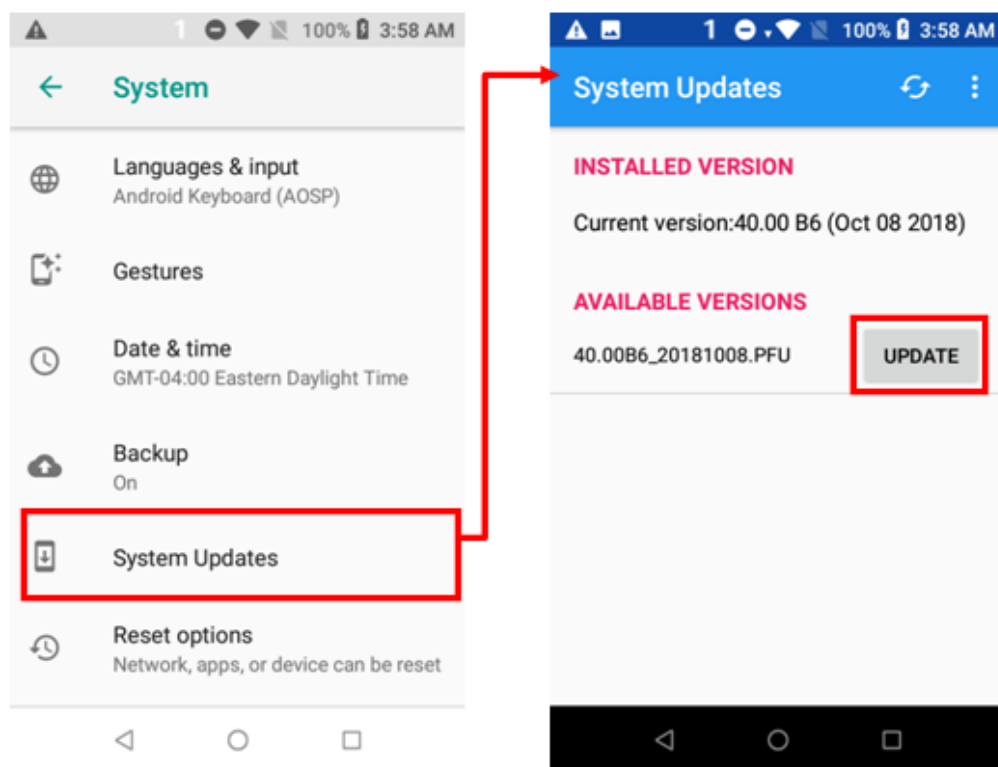 1 100% 3:58 AM
System
Languages & input
Android Keyboard (AOSP)
Gestures
Date & time
GMT-04:00 Eastern Daylight Time
Backup
On
System Updates
Reset options
Network, apps, or device can be reset
1 100% 3:58 AM
System Updates
INSTALLED VERSION
Current version:40.00 B6 (Oct 08 2018)
AVAILABLE VERSIONS
40.00B6_20181008.PFU UPDATE